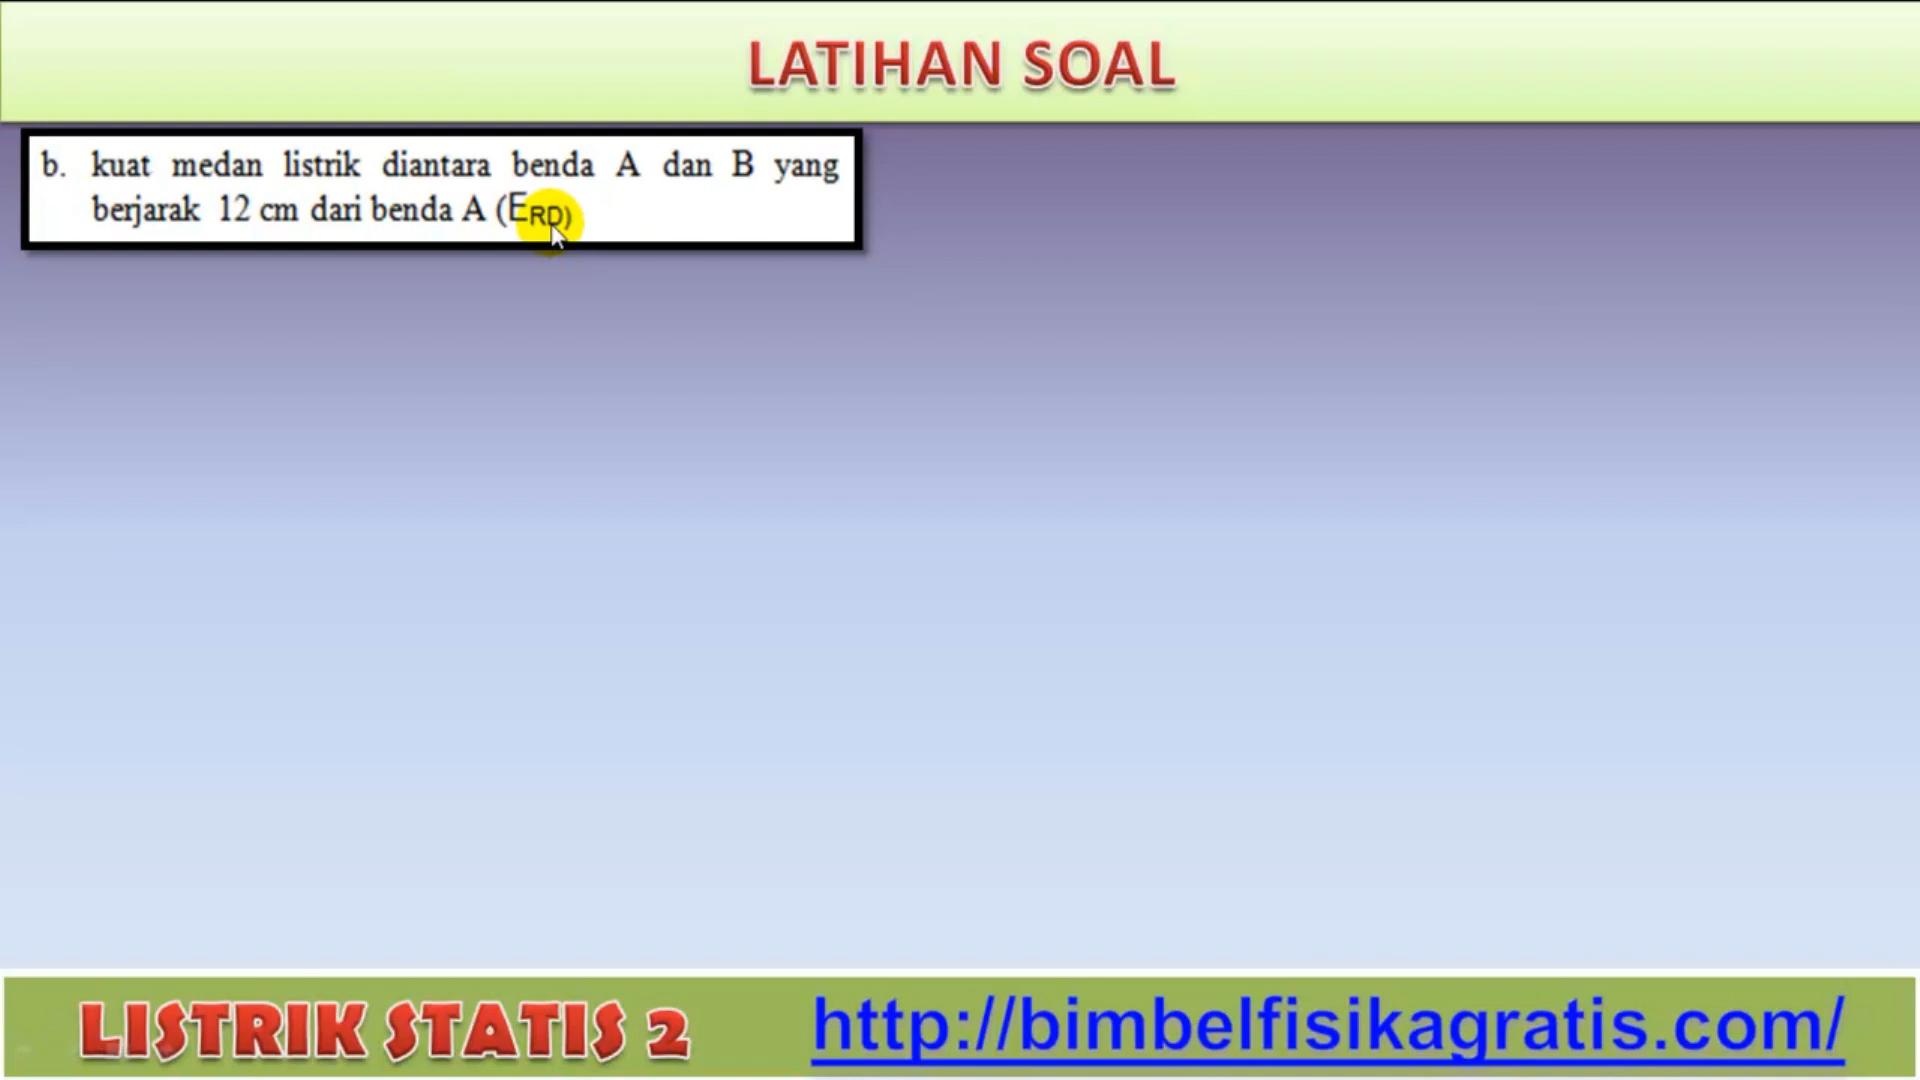 LATIHAN SOAL
b. kuat medan listrik diantara benda A dan B yang
berjarak 12 cm dari benda A (ERD)
LISTRIK STATIS 2
http://bimbelfisikagratis.com/